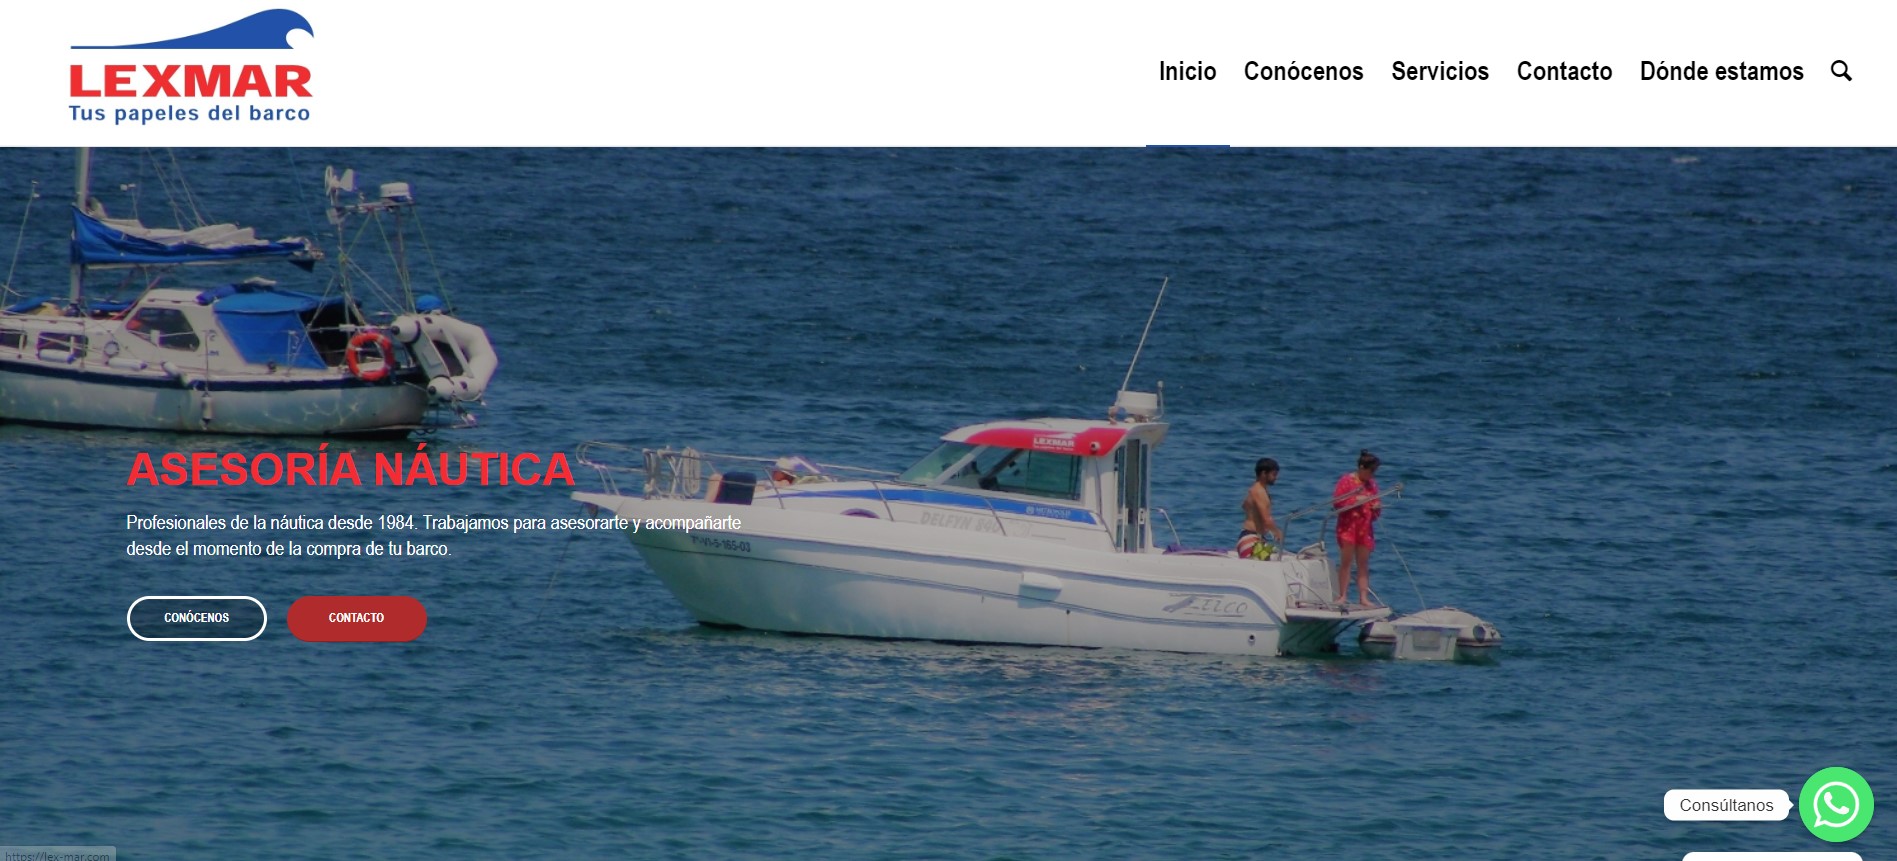 LEXMAR
Tus papeles del barco
Inicio Conócenos Servicios Contacto Dónde estamos
LEXMAR
DELFYN
ASESORÍA NÁUTICA
Profesionales de la náutica desde 1984. Trabajamos para asesorarte y acompañarte
desde el momento de la compra de tu barco.
CONÓCENOS CONTACTO
Consúltanos
https://lex-mar.com